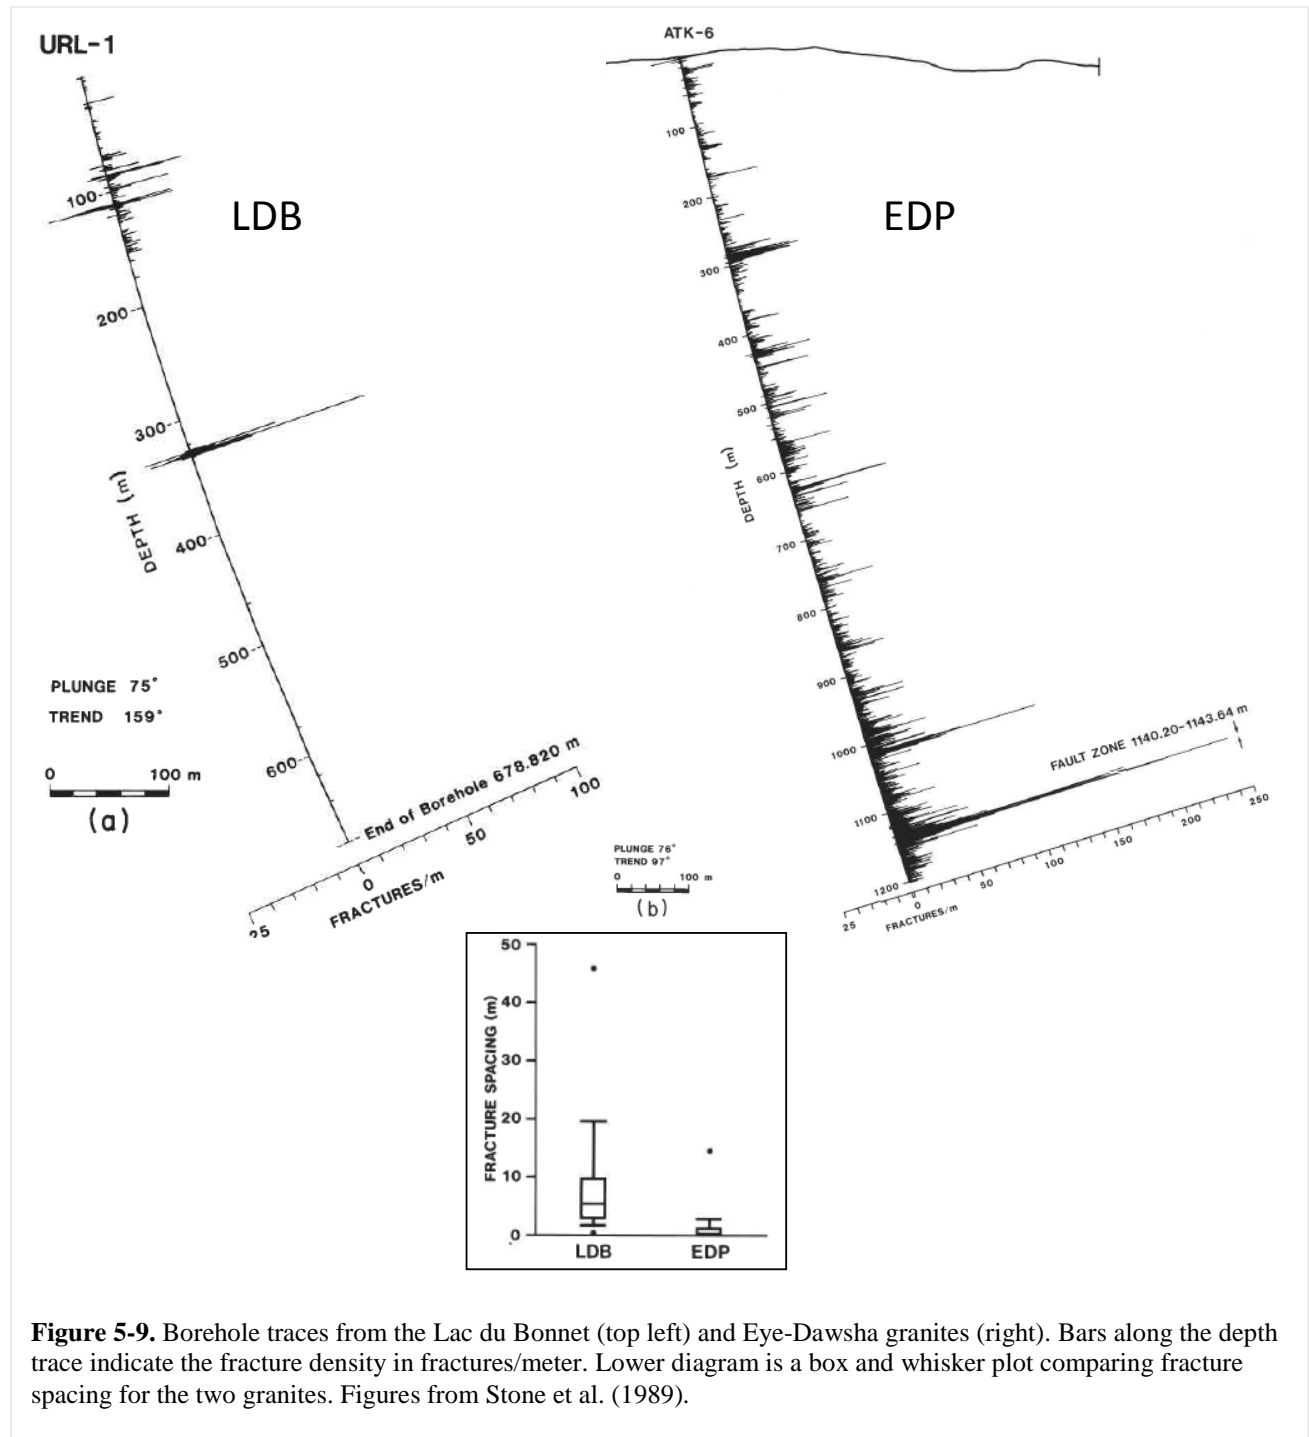 URL-1
LDB
100
200
300
400
500
600
DEPTH (m)
PLUNGE 75°
TREND 159°
0 100 m
(a)
End of Borehole 678.820 m
25 0 50 100
FRACTURES/m
ATK-6
EDP
100
200
300
400
500
600
700
800
900
1000
1100
1200
DEPTH (m)
FAULT ZONE 1140.20-1143.64 m
PLUNGE 76°
TREND 97°
0 100 m
(b)
25 0 50 100 150 200 250
FRACTURES/m
50
40
30
20
10
0
FRACTURE SPACING (m)
LDB EDP
Figure 5-9. Borehole traces from the Lac du Bonnet (top left) and Eye-Dawsha granites (right). Bars along the depth
trace indicate the fracture density in fractures/meter. Lower diagram is a box and whisker plot comparing fracture
spacing for the two granites. Figures from Stone et al. (1989).